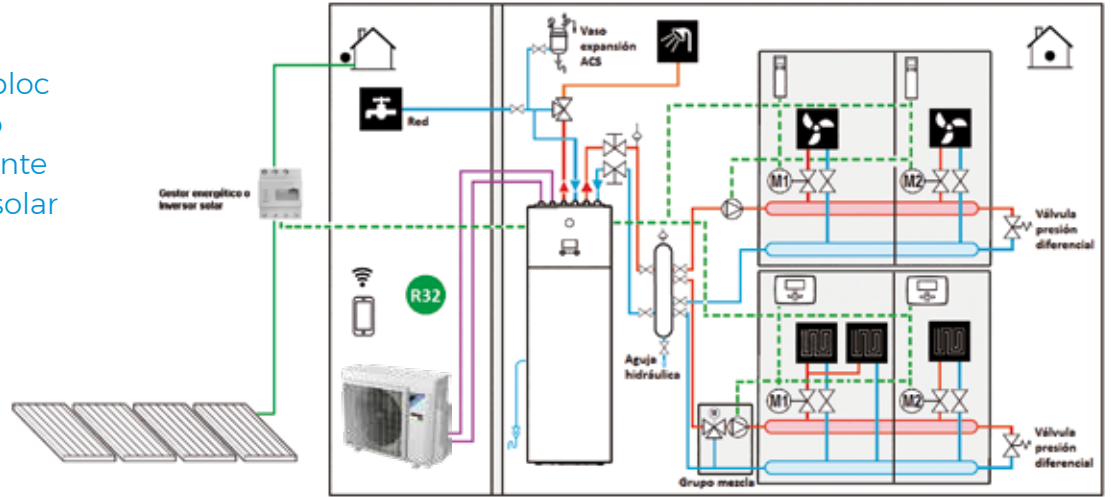 nte
solar
Gestor energético o
Inversor solar
Red
Vaso
expansión
ACS
R32
Aguja
hidráulica
M1
M2
Válvula
presión
diferencial
M1
M2
Grupo mezcla
Válvula
presión
diferencial